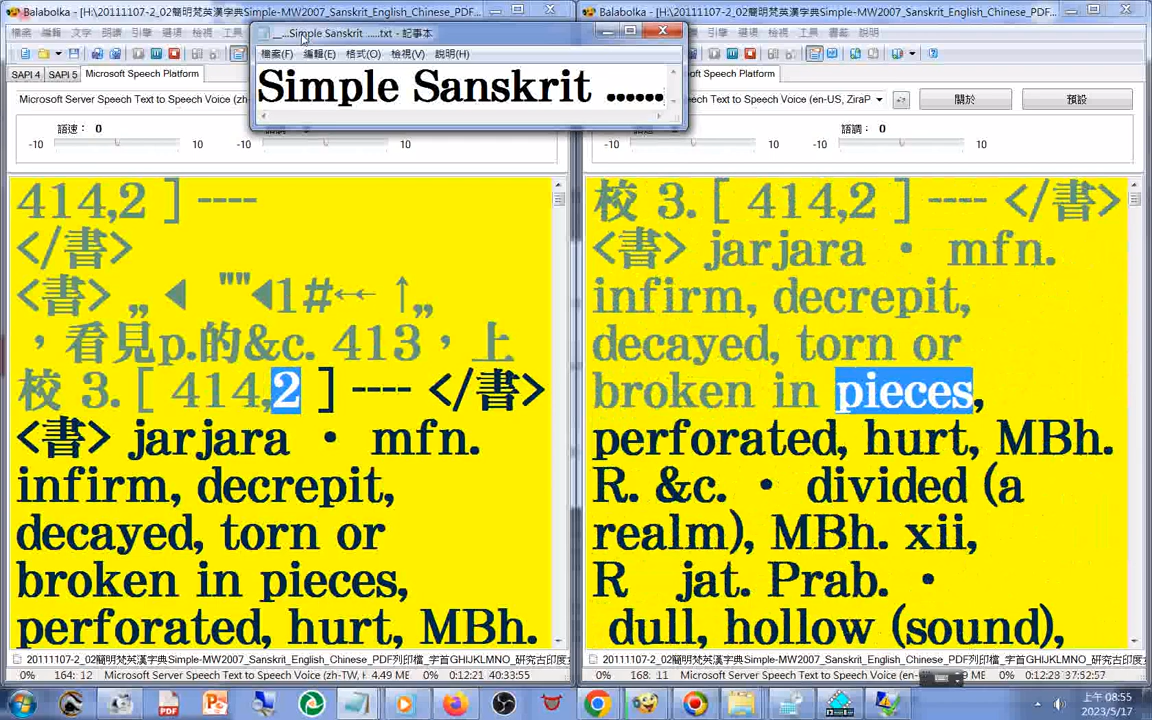 Balabolka - [H:\20111107-2_02簡明梵英漢字典Simple-MW2007_Sanskrit_English_Chinese_PDF...
Balabolka - [H:\20111107-2_02簡明梵英漢字典Simple-MW2007_Sanskrit_English_Chinese_PDF列...
__...Simple Sanskrit .....txt - 記事本
檔案(F) 編輯(E) 格式(O) 檢視(V) 說明(H)
Simple Sanskrit ......
SAPI 4 SAPI 5 Microsoft Speech Platform
Speech Platform
Microsoft Server Speech Text to Speech Voice (zh
ech Text to Speech Voice (en-US, ZiraP
關於
預設
語速： 0
-10 10 -10 10
語調： 0
-10 10 -10 10
414,2 ] ----
</書>
<書> „ ◀ ""◀1#←← ↑„
，看見p.的&c. 413，上
校 3. [ 414,2 ] ---- </書>
<書> jarjara • mfn.
infirm, decrepit,
decayed, torn or
broken in pieces,
perforated, hurt, MBh.
校 3. [ 414,2 ] ---- </書>
<書> jarjara • mfn.
infirm, decrepit,
decayed, torn or
broken in pieces,
perforated, hurt, MBh.
R. &c. • divided (a
realm), MBh. xii,
R jat. Prab. •
dull, hollow (sound),
20111107-2_02簡明梵英漢字典Simple-MW2007_Sanskrit_English_Chinese_PDF列印檔_字首GHIJKLMNO_研究古印度
20111107-2_02簡明梵英漢字典Simple-MW2007_Sanskrit_English_Chinese_PDF列印檔_字首GHIJKLMNO_研究古印度
0% 164: 12 Microsoft Server Speech Text to Speech Voice (zh-TW, H 4.49 ME 0% 0:12:21 40:33:55
0% 168: 11 Microsoft Server Speech Text to Speech Voice (en- ME 0% 0:12:28 37:52:57
上午 08:55
2023/5/17